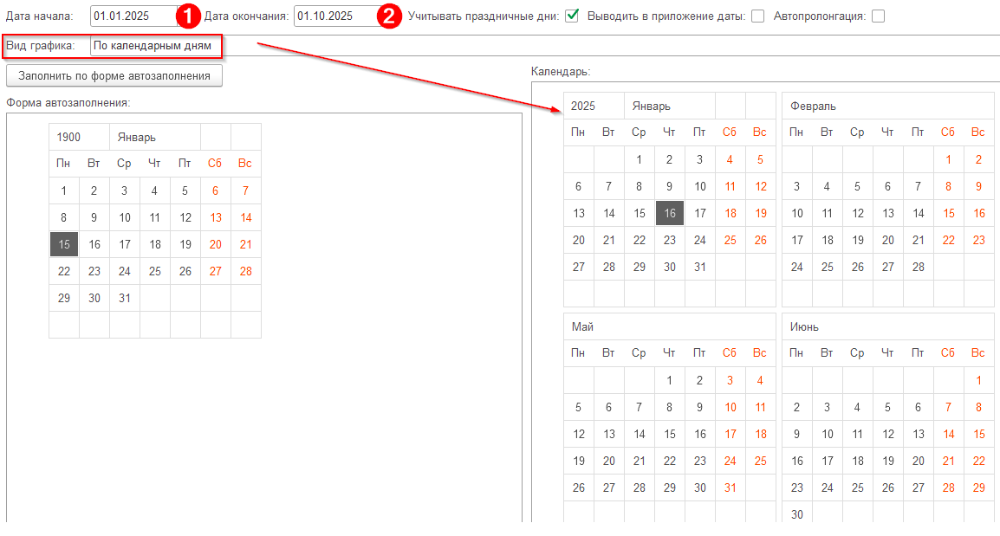 Дата начала: 01.01.2025 1 Дата окончания: 01.10.2025 2 Учитывать праздничные дни: Выводить в приложение даты: Автопролонгация:
Вид графика: По календарным дням
Заполнить по форме автозаполнения
Форма автозаполнения:
1900 Январь
Пн Вт Ср Чт Пт Сб Вс
1 2 3 4 5 6 7
8 9 10 11 12 13 14
15 16 17 18 19 20 21
22 23 24 25 26 27 28
29 30 31
Календарь:
2025 Январь
Пн Вт Ср Чт Пт Сб Вс
1 2 3 4 5
6 7 8 9 10 11 12
13 14 15 16 17 18 19
20 21 22 23 24 25 26
27 28 29 30 31
Февраль
Пн Вт Ср Чт Пт Сб Вс
1 2
3 4 5 6 7 8 9
10 11 12 13 14 15 16
17 18 19 20 21 22 23
24 25 26 27 28
Май
Пн Вт Ср Чт Пт Сб Вс
1 2 3 4
5 6 7 8 9 10 11
12 13 14 15 16 17 18
19 20 21 22 23 24 25
26 27 28 29 30 31
Июнь
Пн Вт Ср Чт Пт Сб Вс
1
2 3 4 5 6 7 8
9 10 11 12 13 14 15
16 17 18 19 20 21 22
23 24 25 26 27 28 29
30